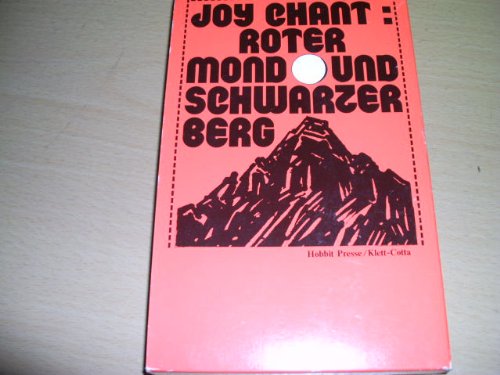 JOY CHANT:
ROTER
MOND UND
SCHWARZER
BERG
Hobbit Presse/Klett-Cotta